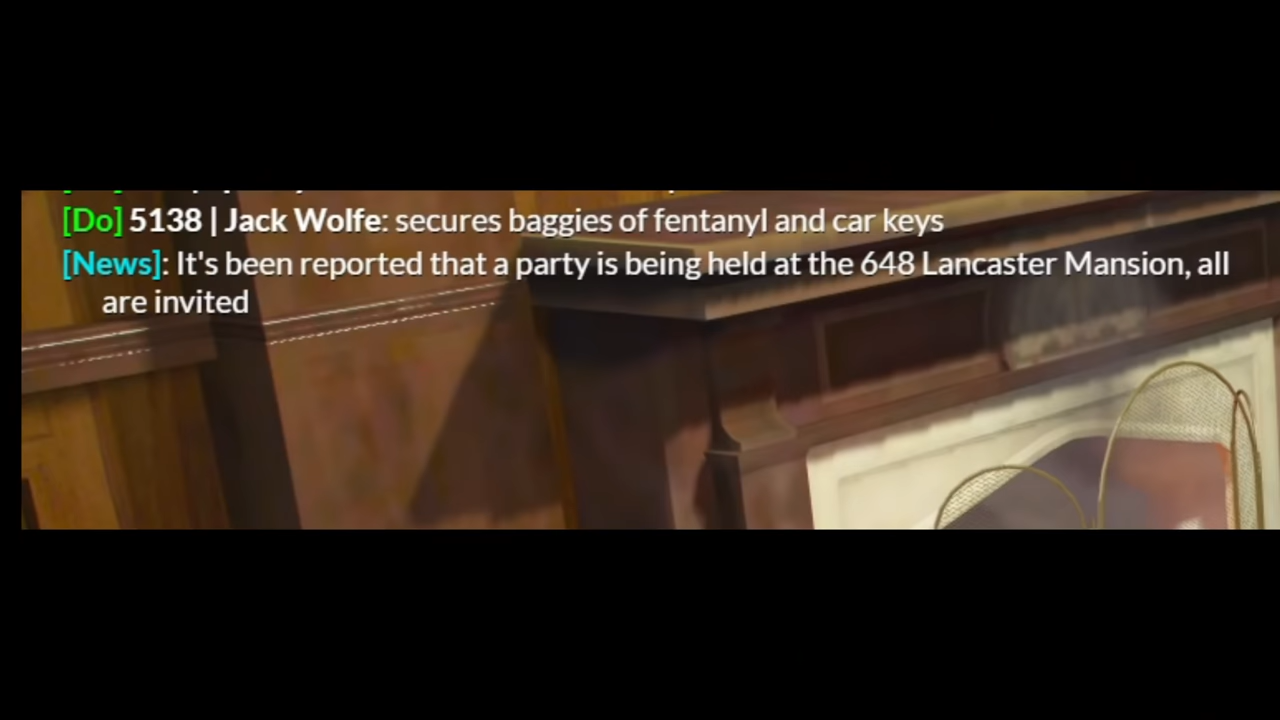 [Do] 5138 | Jack Wolfe: secures baggies of fentanyl and car keys
[News]: It's been reported that a party is being held at the 648 Lancaster Mansion, all
are invited